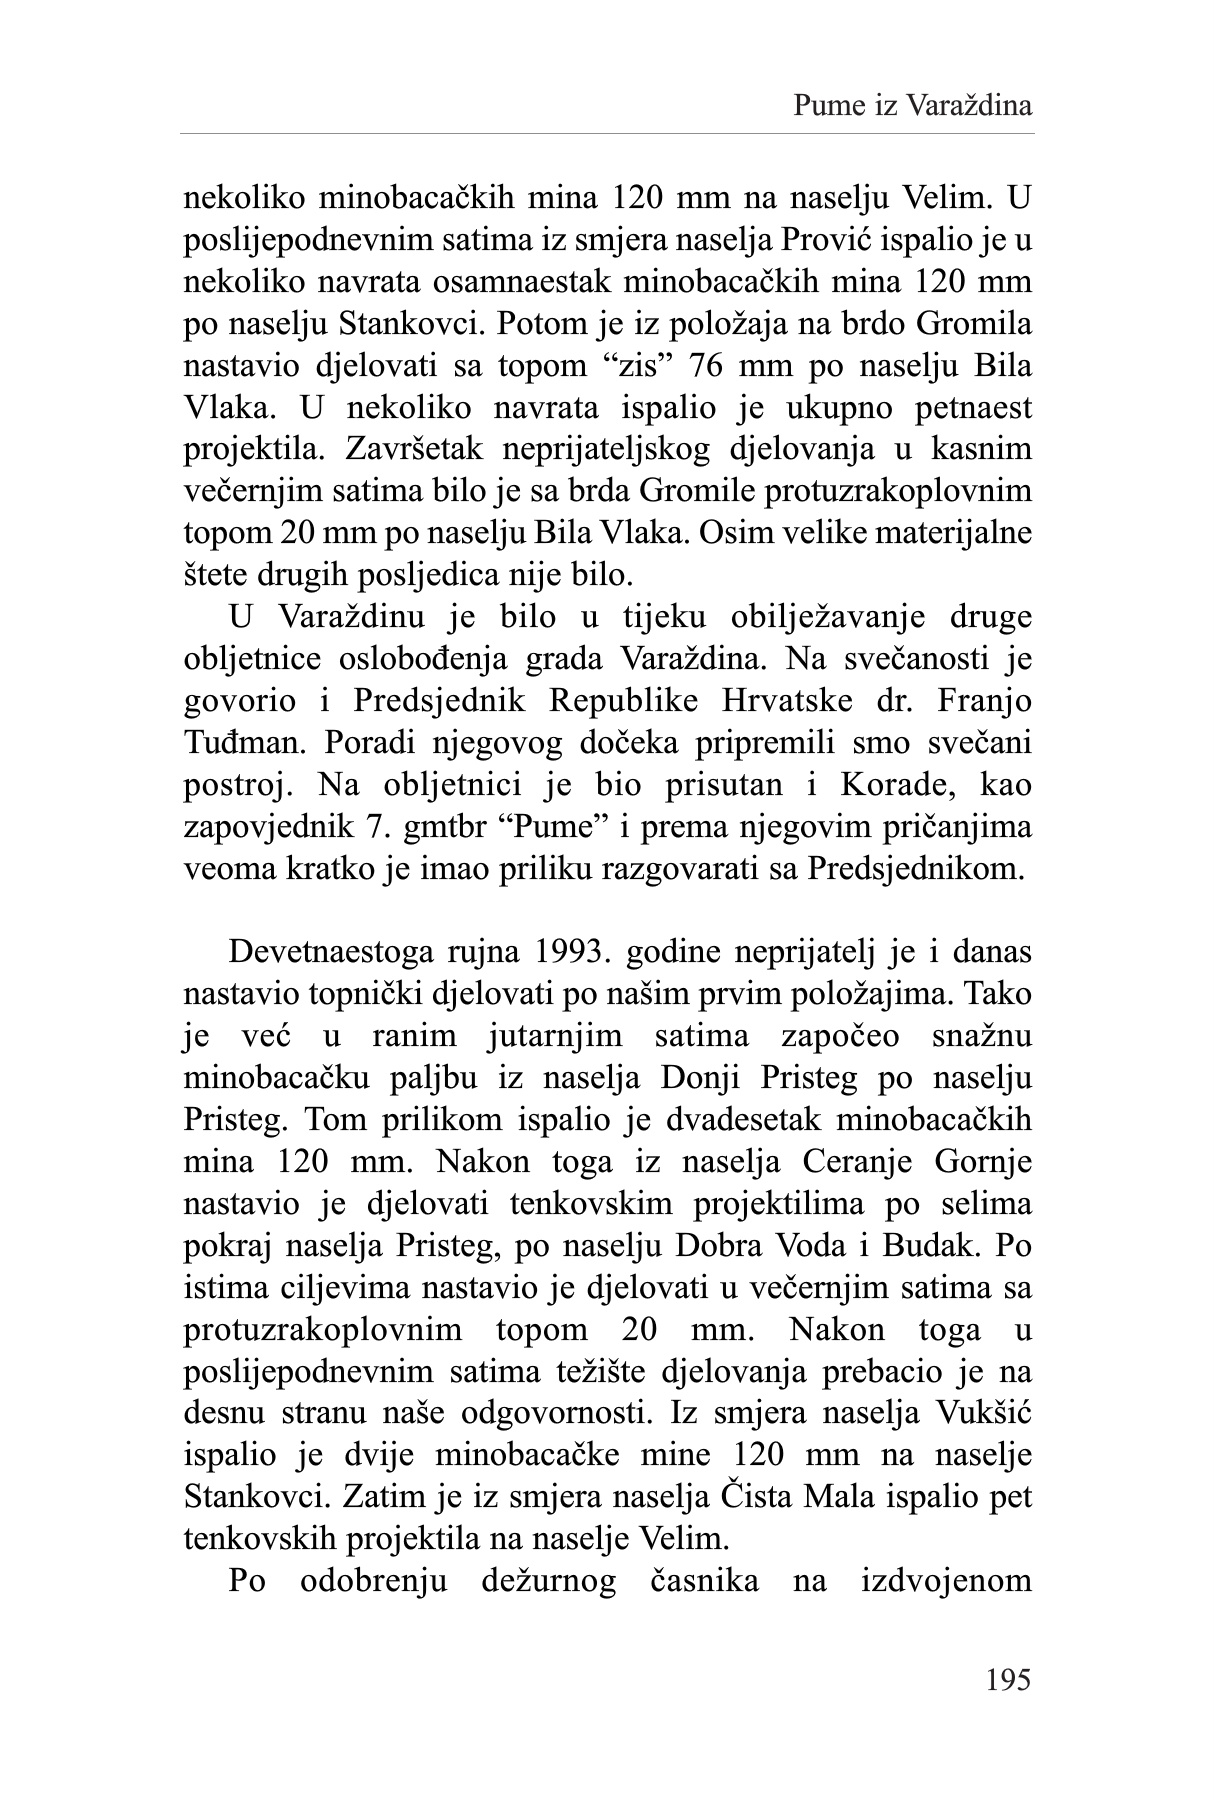 Pume iz Varaždina
nekoliko minobacačkih mina 120 mm na naselju Velim. U
poslijepodnevnim satima iz smjera naselja Prović ispalio je u
nekoliko navrata osamnaestak minobacačkih mina 120 mm
po naselju Stankovci. Potom je iz položaja na brdo Gromila
nastavio djelovati sa topom “zis” 76 mm po naselju Bila
Vlaka. U nekoliko navrata ispalio je ukupno petnaest
projektila. Završetak neprijateljskog djelovanja u kasnim
večernjim satima bilo je sa brda Gromile protuzrakoplovnim
topom 20 mm po naselju Bila Vlaka. Osim velike materijalne
štete drugih posljedica nije bilo.
U Varaždinu je bilo u tijeku obilježavanje druge
obljetnice oslobođenja grada Varaždina. Na svečanosti je
govorio i Predsjednik Republike Hrvatske dr. Franjo
Tuđman. Poradi njegovog dočeka pripremili smo svečani
postroj. Na obljetnici je bio prisutan i Korade, kao
zapovjednik 7. gmtbr “Pume” i prema njegovim pričanjima
veoma kratko je imao priliku razgovarati sa Predsjednikom.
Devetnaestoga rujna 1993. godine neprijatelj je i danas
nastavio topnički djelovati po našim prvim položajima. Tako
je već u ranim jutarnjim satima započeo snažnu
minobacačku paljbu iz naselja Donji Pristeg po naselju
Pristeg. Tom prilikom ispalio je dvadesetak minobacačkih
mina 120 mm. Nakon toga iz naselja Ceranje Gornje
nastavio je djelovati tenkovskim projektilima po selima
pokraj naselja Pristeg, po naselju Dobra Voda i Budak. Po
istima ciljevima nastavio je djelovati u večernjim satima sa
protuzrakoplovnim topom 20 mm. Nakon toga u
poslijepodnevnim satima težište djelovanja prebacio je na
desnu stranu naše odgovornosti. Iz smjera naselja Vukšić
ispalio je dvije minobacačke mine 120 mm na naselje
Stankovci. Zatim je iz smjera naselja Čista Mala ispalio pet
tenkovskih projektila na naselje Velim.
Po odobrenju dežurnog časnika na izdvojenom
195